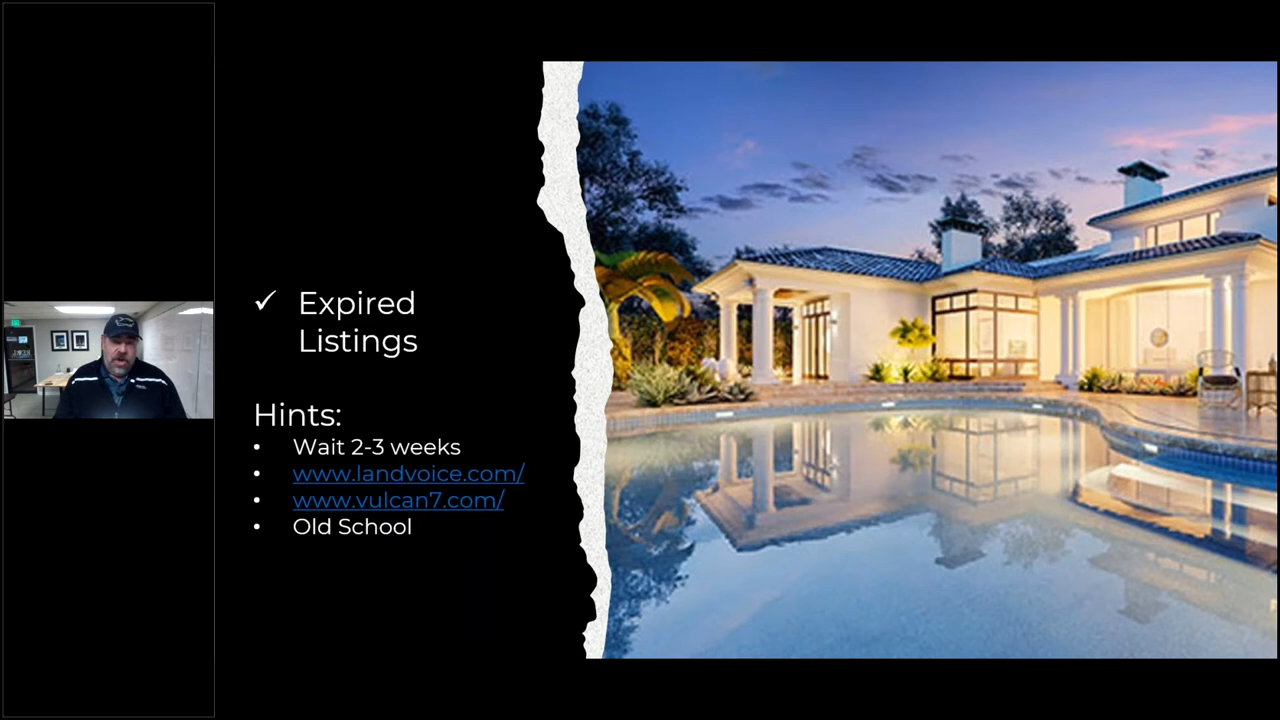 ✓ Expired
Listings
Hints:
• Wait 2-3 weeks
• www.landvoice.com/
• www.vulcan7.com/
• Old School